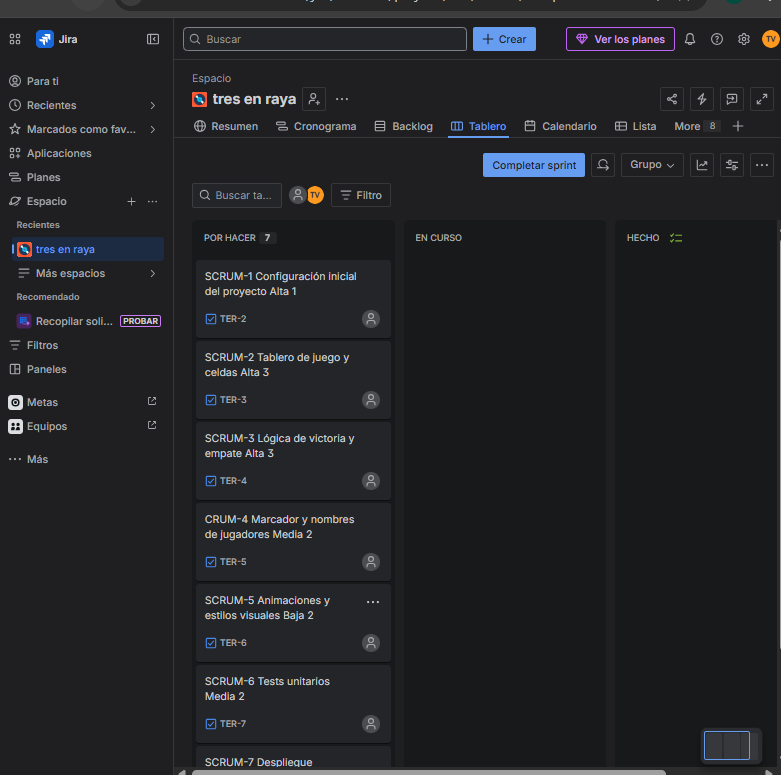 Jira
Buscar
+ Crear
Ver los planes
TV
Para ti
Recientes
Marcados como fav...
Aplicaciones
Planes
Espacio
Recientes
tres en raya
Más espacios
Recomendado
Recopilar soli... PROBAR
Filtros
Paneles
Metas
Equipos
Más
Espacio
tres en raya
Resumen Cronograma Backlog Tablero Calendario Lista More 8
Completar sprint Grupo
Buscar ta... TV Filtro
POR HACER 7
SCRUM-1 Configuración inicial
del proyecto Alta 1
TER-2
SCRUM-2 Tablero de juego y
celdas Alta 3
TER-3
SCRUM-3 Lógica de victoria y
empate Alta 3
TER-4
CRUM-4 Marcador y nombres
de jugadores Media 2
TER-5
SCRUM-5 Animaciones y
estilos visuales Baja 2
TER-6
SCRUM-6 Tests unitarios
Media 2
TER-7
SCRUM-7 Despliegue
EN CURSO
HECHO